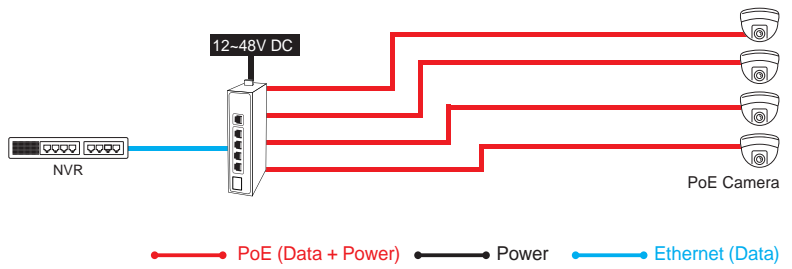 12~48V DC
NVR
PoE Camera
PoE (Data + Power)
Power
Ethernet (Data)